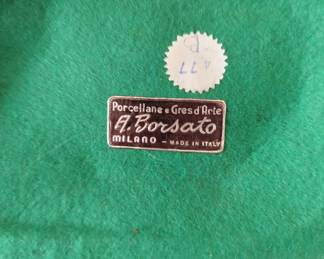 Porcellane e Gres d'Arte
A. Borsato
MILANO - MADE IN ITALY